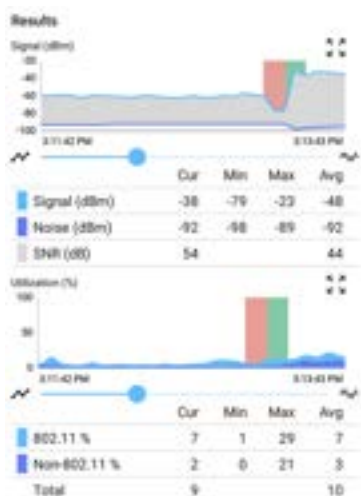 Results
Signal (dBm)
-20
-40
-60
-80
-100
3:11:42 PM 3:13:43 PM
Cur Min Max Avg
Signal (dBm) -38 -79 -23 -48
Noise (dBm) -92 -98 -89 -92
SNR (dB) 54 44
Utilization (%)
100
50
0
3:11:42 PM 3:13:43 PM
Cur Min Max Avg
802.11 % 7 1 29 7
Non-802.11 % 2 0 21 3
Total 9 10